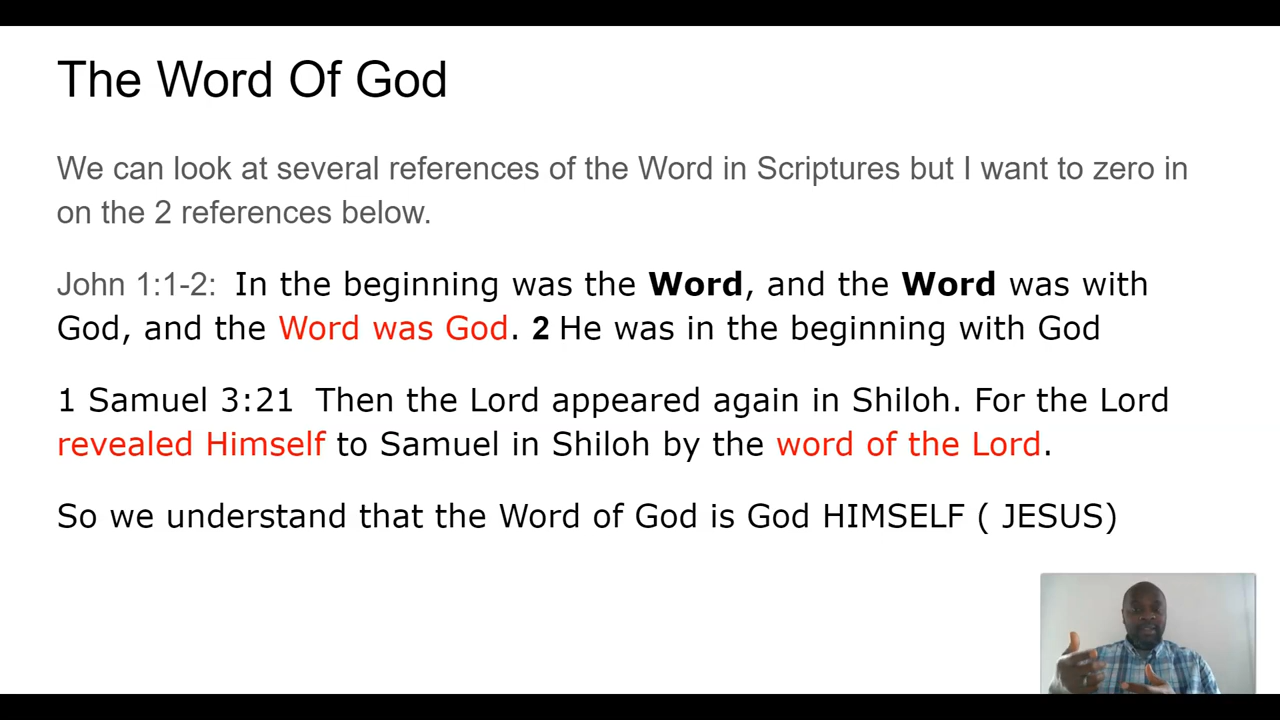 The Word Of God
We can look at several references of the Word in Scriptures but I want to zero in
on the 2 references below.
John 1:1-2: In the beginning was the Word, and the Word was with
God, and the Word was God. 2 He was in the beginning with God
1 Samuel 3:21 Then the Lord appeared again in Shiloh. For the Lord
revealed Himself to Samuel in Shiloh by the word of the Lord.
So we understand that the Word of God is God HIMSELF ( JESUS)